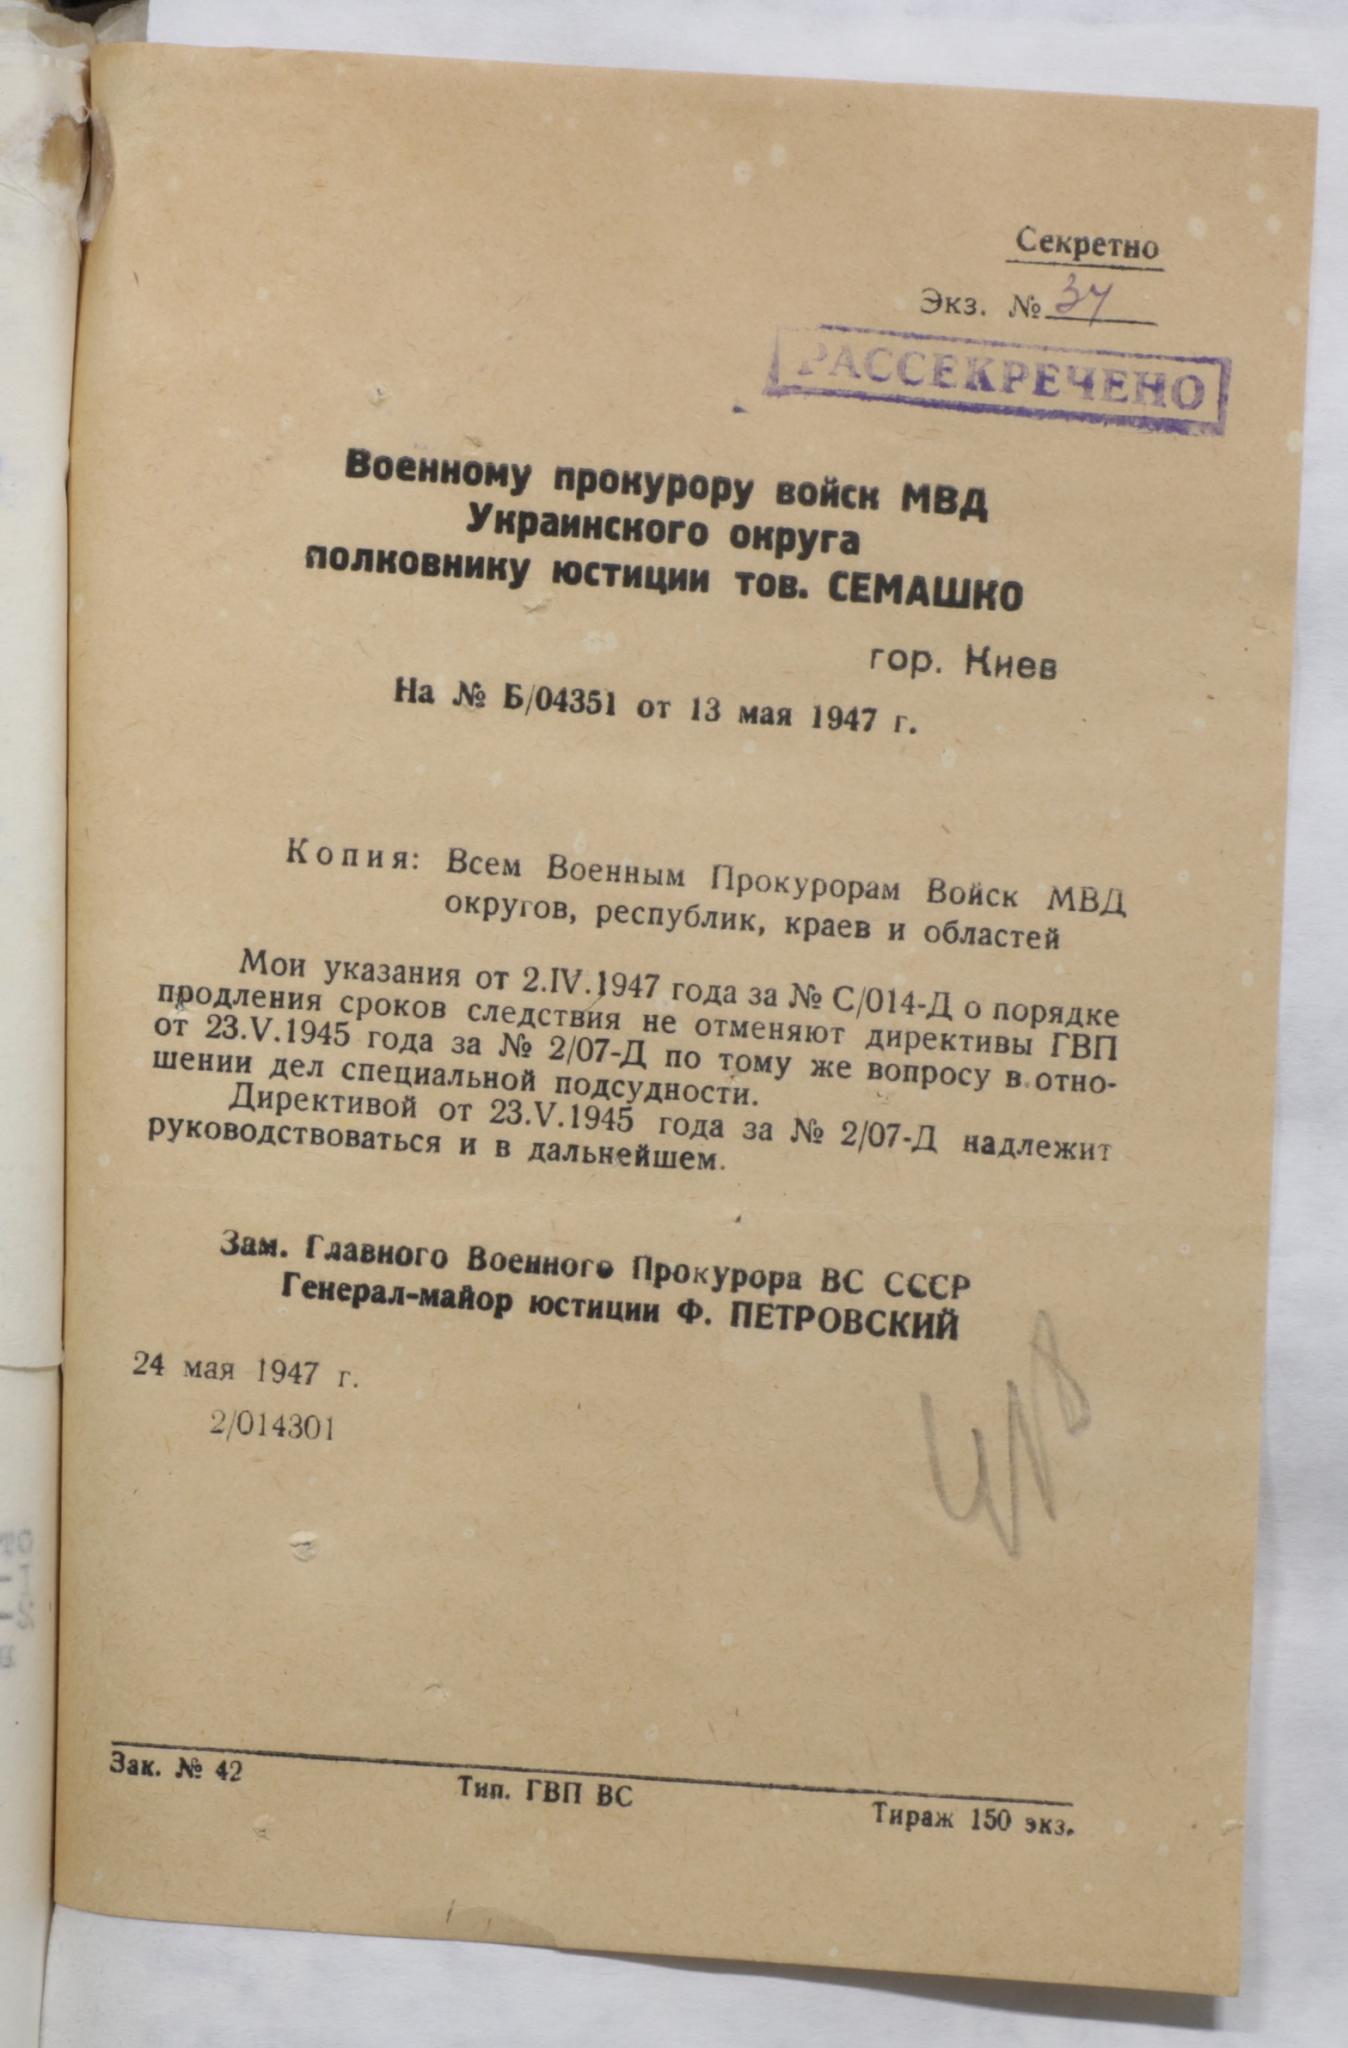 Секретно
Экз. № 34
РАССЕКРЕЧЕНО
Военному прокурору войск МВД
Украинского округа
полковнику юстиции тов. СЕМАШКО
гор. Киев
На № Б/04351 от 13 мая 1947 г.
Копия: Всем Военным Прокурорам Войск МВД
округов, республик, краев и областей
Мои указания от 2.IV.1947 года за № С/014-Д о порядке
продления сроков следствия не отменяют директивы ГВП
от 23.V.1945 года за № 2/07-Д по тому же вопросу в отно-
шении дел специальной подсудности.
Директивой от 23.V.1945 года за № 2/07-Д надлежит
руководствоваться и в дальнейшем.
Зам. Главного Военного Прокурора ВС СССР
Генерал-майор юстиции Ф. ПЕТРОВСКИЙ
24 мая 1947 г.
2/014301
Зак. № 42
Тип. ГВП ВС
Тираж 150 экз.